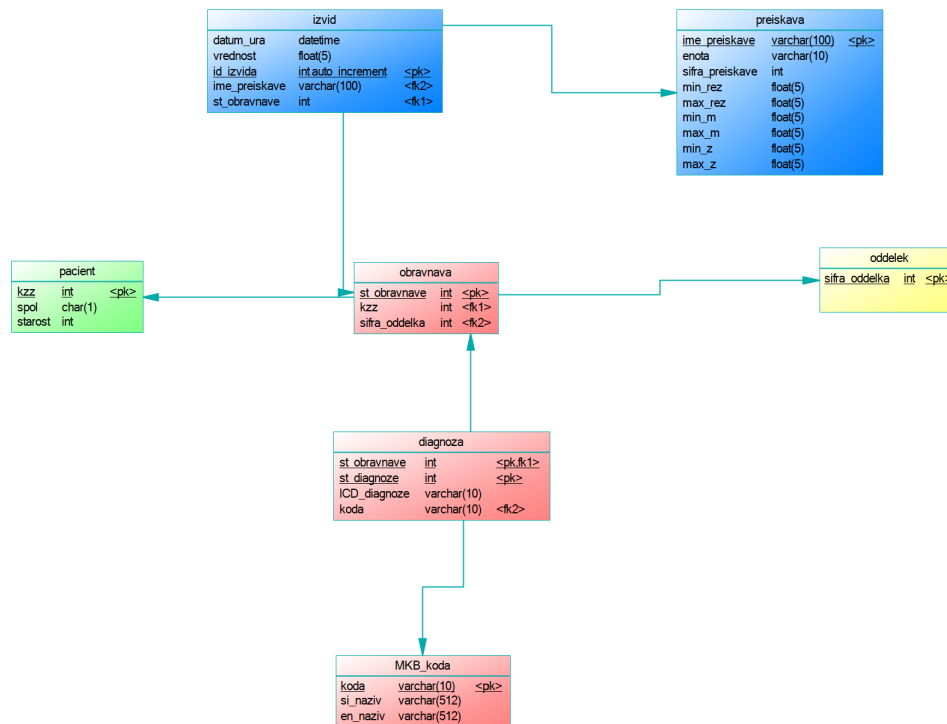 izvid
datum_ura datetime
vrednost float(5)
id_izvida int auto_increment <pk>
ime_preiskave varchar(100) <fk2>
st_obravnave int <fk1>
preiskava
ime_preiskave varchar(100) <pk>
enota varchar(10)
sifra_preiskave int
min_rez float(5)
max_rez float(5)
min_m float(5)
max_m float(5)
min_z float(5)
max_z float(5)
pacient
kzz int <pk>
spol char(1)
starost int
obravnava
st_obravnave int <pk>
kzz int <fk1>
sifra_oddelka int <fk2>
oddelek
sifra_oddelka int <pk>
diagnoza
st_obravnave int <pk,fk1>
st_diagnoze int <pk>
ICD_diagnoze varchar(10)
koda varchar(10) <fk2>
MKB_koda
koda varchar(10) <pk>
si_naziv varchar(512)
en_naziv varchar(512)